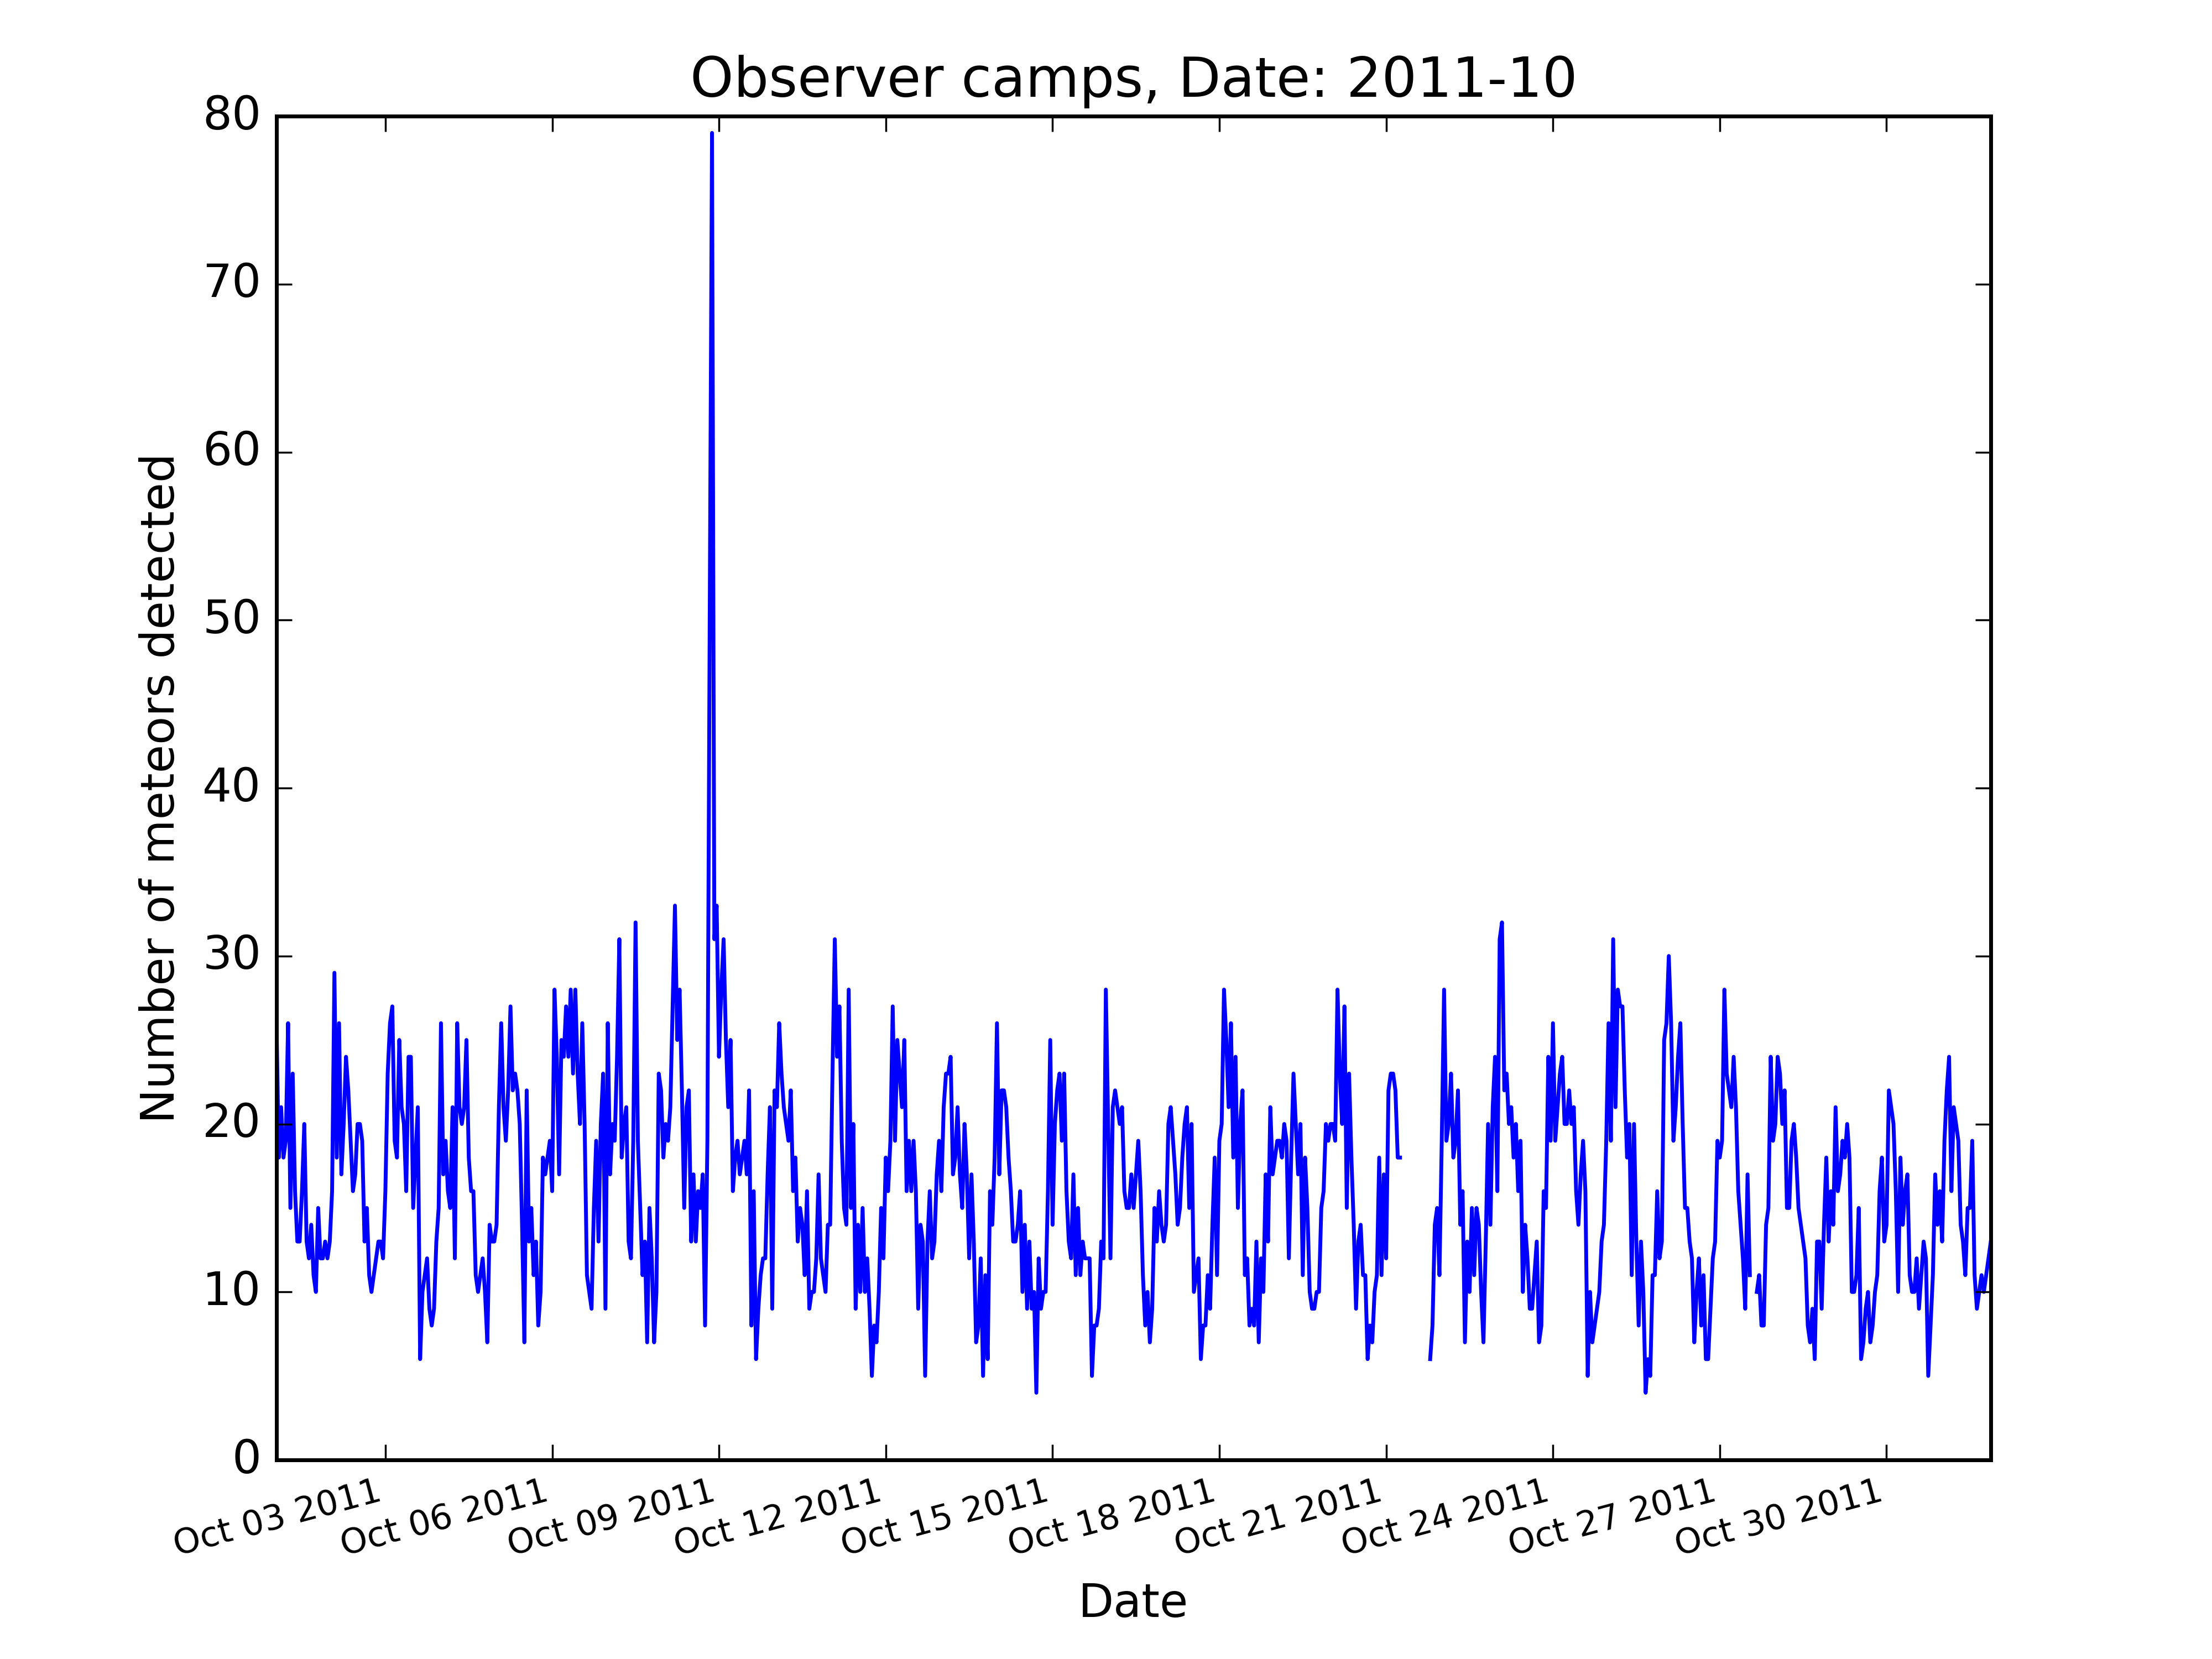 Observer camps, Date: 2011-10
80
70
60
50
40
30
20
10
0
Number of meteors detected
Oct 03 2011
Oct 06 2011
Oct 09 2011
Oct 12 2011
Oct 15 2011
Oct 18 2011
Oct 21 2011
Oct 24 2011
Oct 27 2011
Oct 30 2011
Date